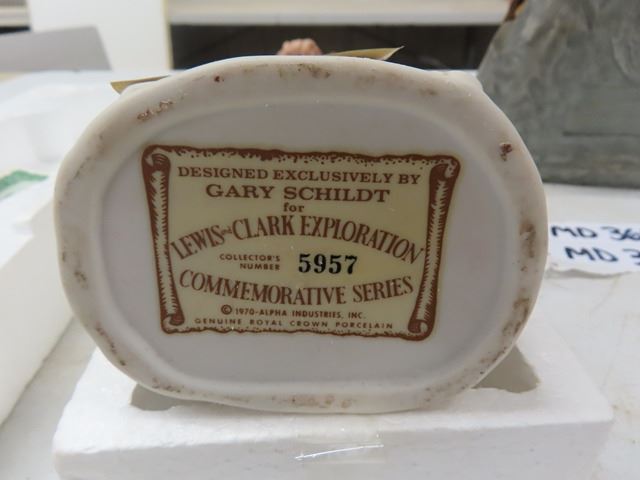 DESIGNED EXCLUSIVELY BY
GARY SCHILDT
for
LEWIS AND CLARK EXPLORATION
COLLECTOR'S NUMBER 5957
COMMEMORATIVE SERIES
© 1970-ALPHA INDUSTRIES, INC.
GENUINE ROYAL CROWN PORCELAIN
MD 36
MD 3